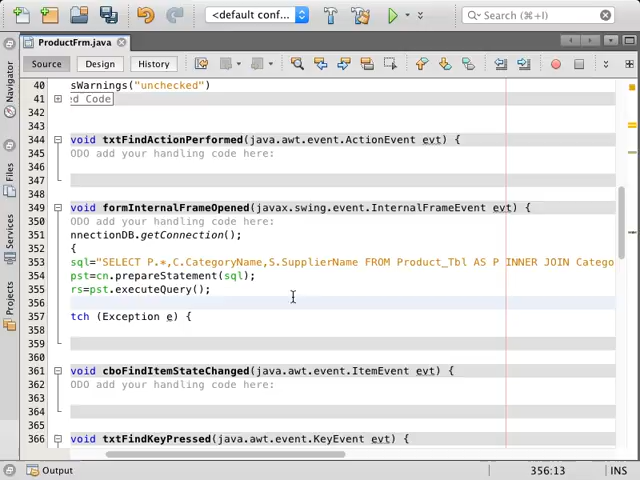 <default conf...
Search (⌘+I)
ProductFrm.java
Source
Design
History
Navigator
Files
Services
Projects
40 sWarnings("unchecked")
41 ed Code
342
343
344 void txtFindActionPerformed(java.awt.event.ActionEvent evt) {
345 ODO add your handling code here:
346
347
348
349 void formInternalFrameOpened(javax.swing.event.InternalFrameEvent evt) {
350 ODO add your handling code here:
351 nnectionDB.getConnection();
352 {
353 sql="SELECT P.*,C.CategoryName,S.SupplierName FROM Product_Tbl AS P INNER JOIN Catego
354 pst=cn.prepareStatement(sql);
355 rs=pst.executeQuery();
356
357 tch (Exception e) {
358
359
360
361 void cboFindItemStateChanged(java.awt.event.ItemEvent evt) {
362 ODO add your handling code here:
363
364
365
366 void txtFindKeyPressed(java.awt.event.KeyEvent evt) {
Output
356:13
INS